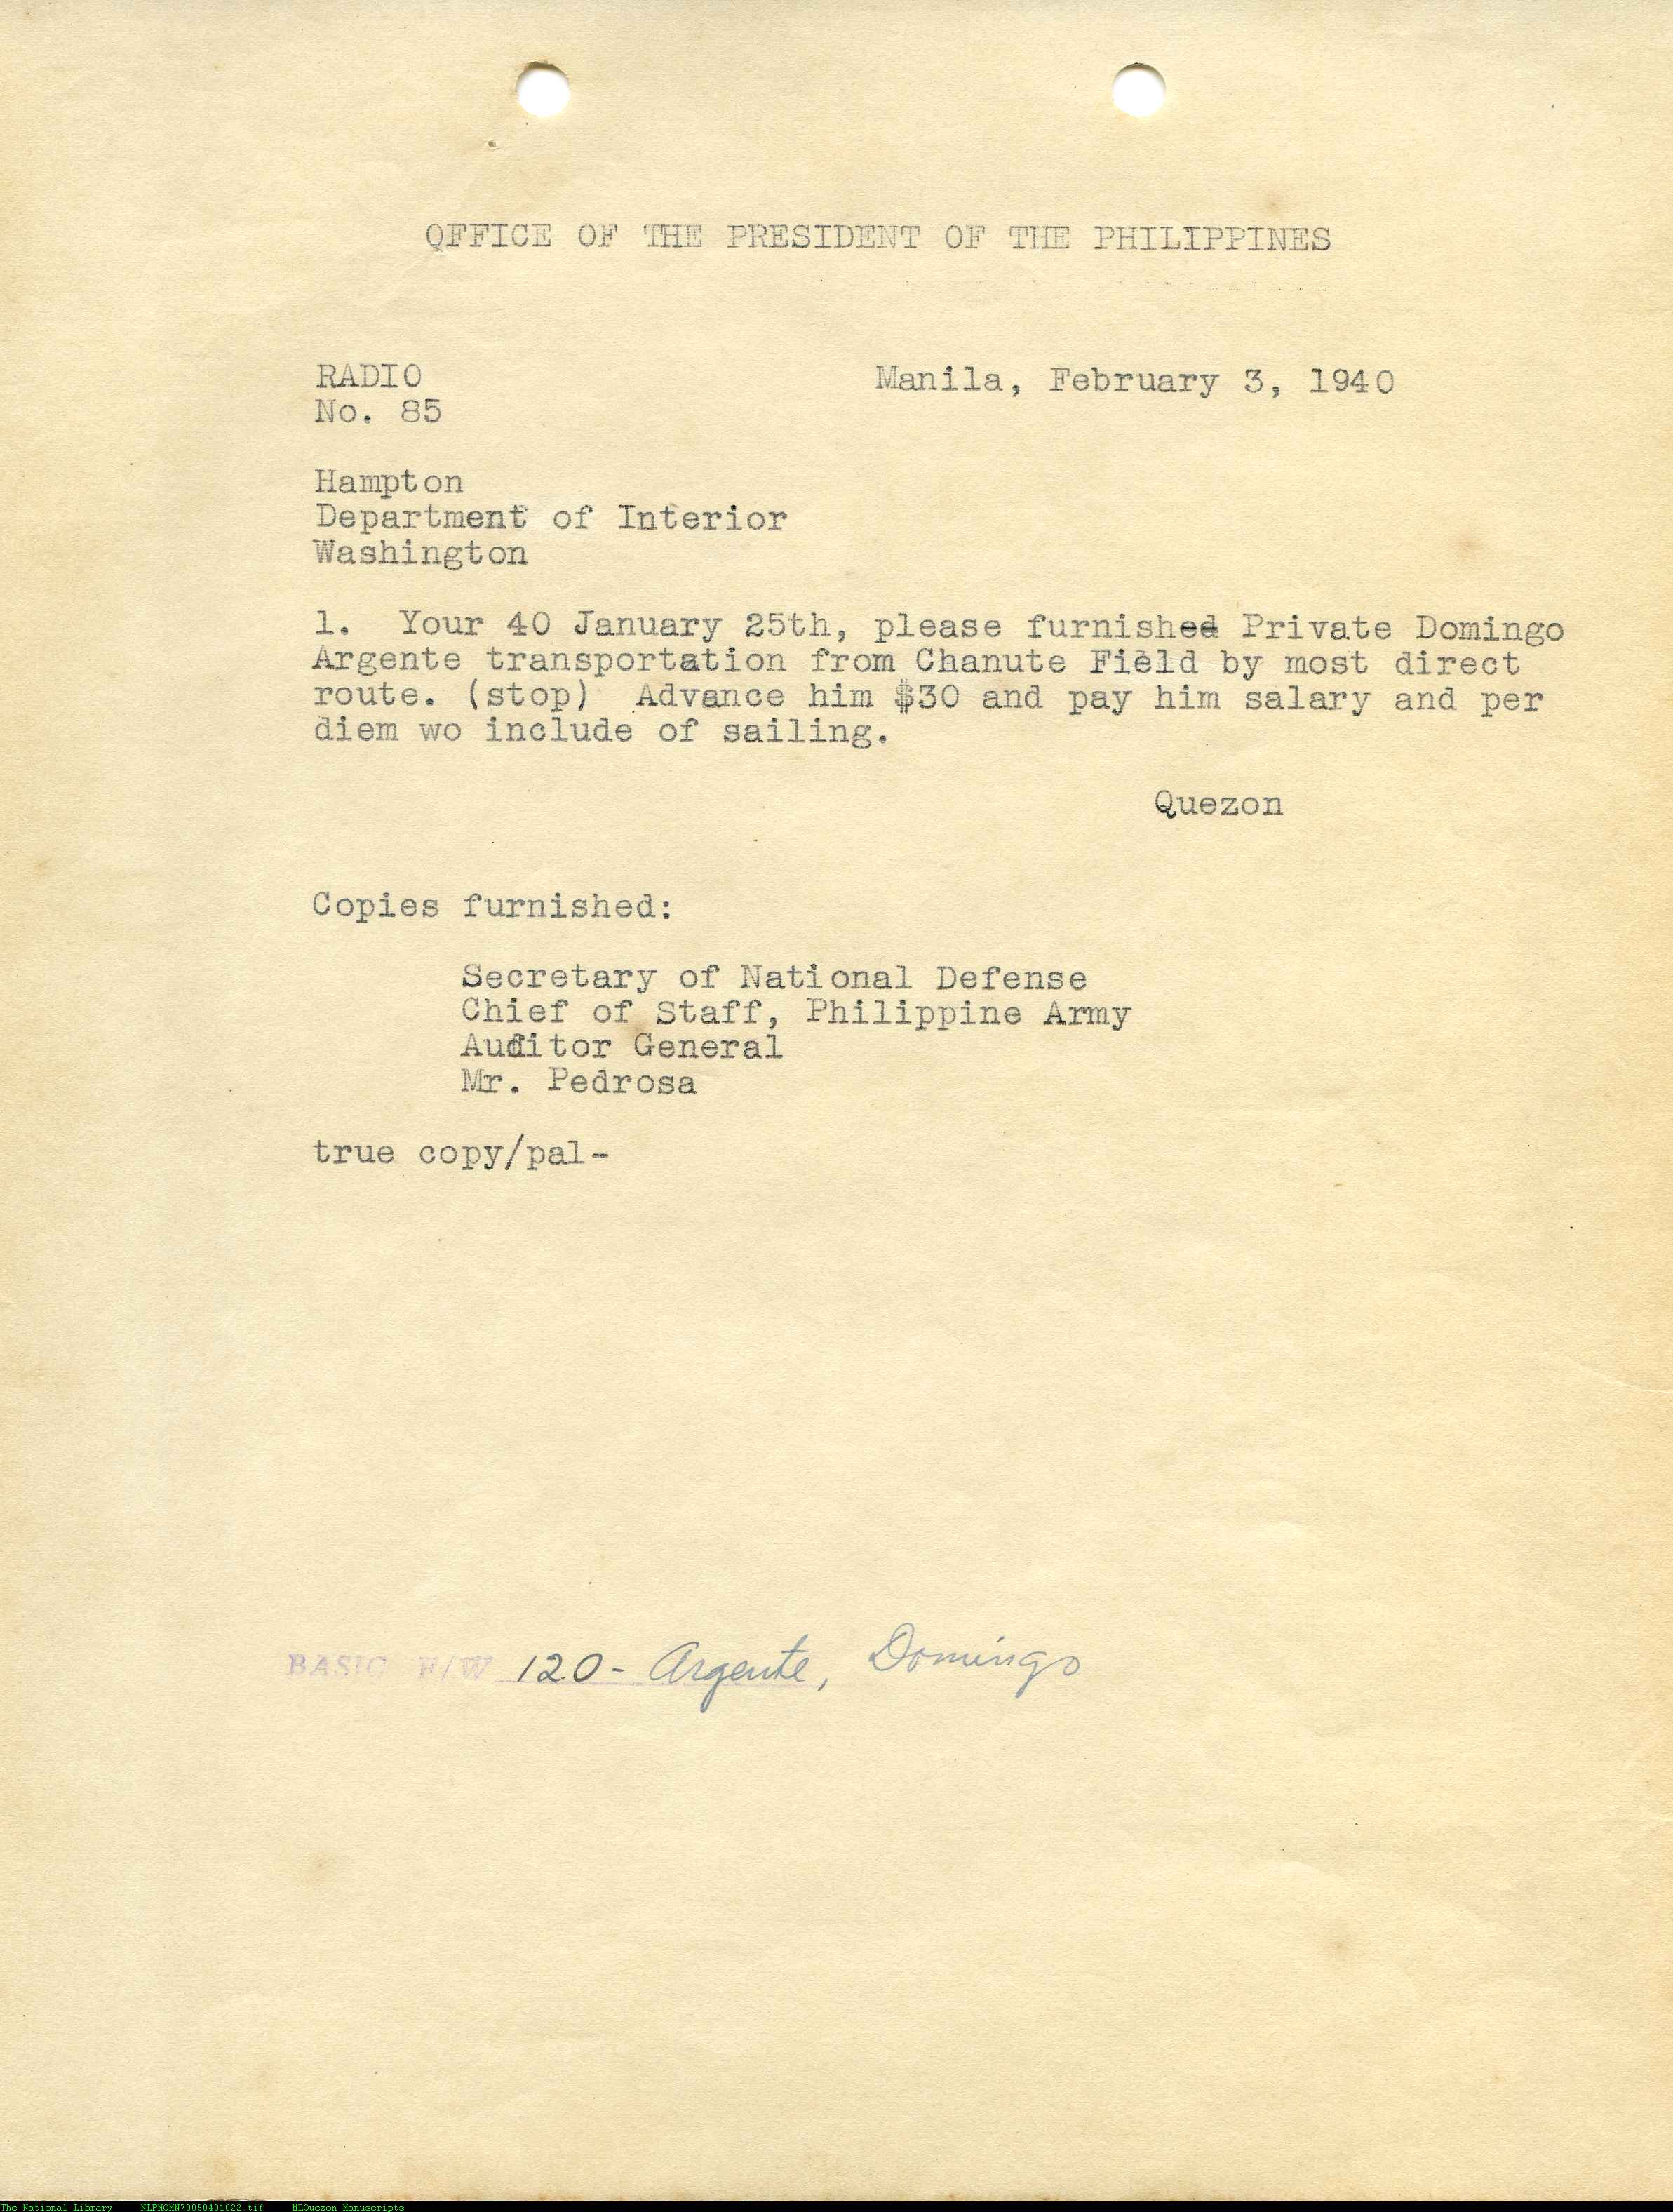 OFFICE OF THE PRESIDENT OF THE PHILIPPINES
RADIO
No. 85
Manila, February 3, 1940
Hampton
Department of Interior
Washington
1. Your 40 January 25th, please furnished Private Domingo
Argente transportation from Chanute Field by most direct
route. (stop) Advance him $30 and pay him salary and per
diem wo include of sailing.
Quezon
Copies furnished:
Secretary of National Defense
Chief of Staff, Philippine Army
Auditor General
Mr. Pedrosa
true copy/pal-
BASIC F/W 120- Argente, Domingo
The National Library NLPMQMN70050401022.tif MLQuezon Manuscripts